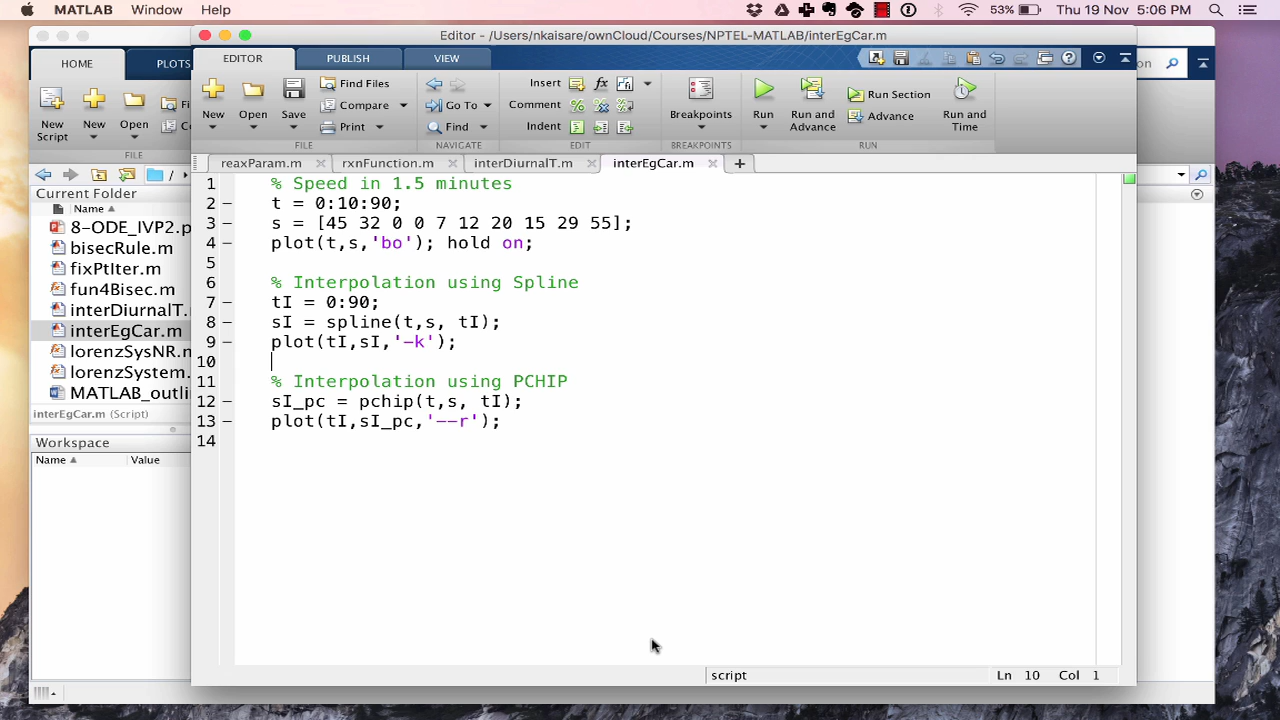 MATLAB Window Help 53% Thu 19 Nov 5:06 PM
Editor - /Users/nkaisare/ownCloud/Courses/NPTEL-MATLAB/interEgCar.m
HOME PLOTS EDITOR PUBLISH VIEW
New Script New Open
New Open Save Find Files Compare Print Go To Find Insert Comment Indent fx Breakpoints Run Run and Advance Run Section Advance Run and Time
FILE FILE NAVIGATE EDIT BREAKPOINTS RUN
reaxParam.m rxnFunction.m interDiurnalT.m interEgCar.m
Current Folder
Name
8-ODE_IVP2.p
bisecRule.m
fixPtIter.m
fun4Bisec.m
interDiurnalT.
interEgCar.m
lorenzSysNR.m
lorenzSystem.
MATLAB_outli
interEgCar.m (Script)
Workspace
Name Value
1 % Speed in 1.5 minutes
2 t = 0:10:90;
3 s = [45 32 0 0 7 12 20 15 29 55];
4 plot(t,s,'bo'); hold on;
5
6 % Interpolation using Spline
7 tI = 0:90;
8 sI = spline(t,s, tI);
9 plot(tI,sI,'-k');
10
11 % Interpolation using PCHIP
12 sI_pc = pchip(t,s, tI);
13 plot(tI,sI_pc,'--r');
14
script Ln 10 Col 1